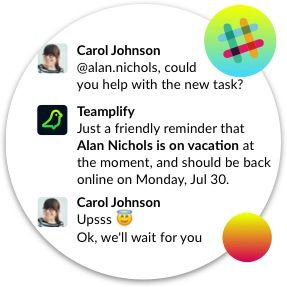 Carol Johnson
@alan.nichols, could
you help with the new task?
Teamplify
Just a friendly reminder that
Alan Nichols is on vacation at
the moment, and should be back
online on Monday, Jul 30.
Carol Johnson
Upsss 😇
Ok, we'll wait for you